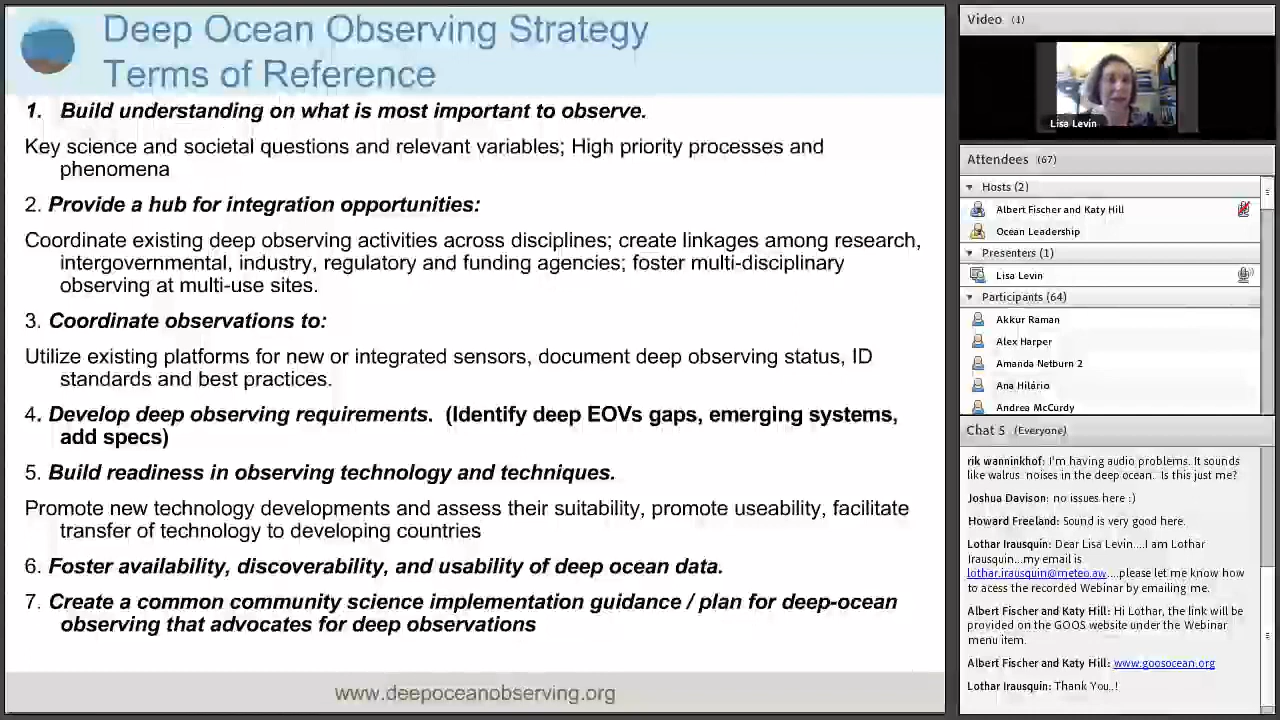 Deep Ocean Observing Strategy
Terms of Reference
1. Build understanding on what is most important to observe.
Key science and societal questions and relevant variables; High priority processes and
phenomena
2. Provide a hub for integration opportunities:
Coordinate existing deep observing activities across disciplines; create linkages among research,
intergovernmental, industry, regulatory and funding agencies; foster multi-disciplinary
observing at multi-use sites.
3. Coordinate observations to:
Utilize existing platforms for new or integrated sensors, document deep observing status, ID
standards and best practices.
4. Develop deep observing requirements. (Identify deep EOVs gaps, emerging systems,
add specs)
5. Build readiness in observing technology and techniques.
Promote new technology developments and assess their suitability, promote useability, facilitate
transfer of technology to developing countries
6. Foster availability, discoverability, and usability of deep ocean data.
7. Create a common community science implementation guidance / plan for deep-ocean
observing that advocates for deep observations
www.deepoceanobserving.org
Video (1)
Lisa Levin
Attendees (67)
Hosts (2)
Albert Fischer and Katy Hill
Ocean Leadership
Presenters (1)
Lisa Levin
Participants (64)
Akkur Raman
Alex Harper
Amanda Netburn 2
Ana Hilário
Andrea McCurdy
Chat 5 (Everyone)
rik wanninkhof: I'm having audio problems. It sounds
like walrus noises in the deep ocean. Is this just me?
Joshua Davison: no issues here :)
Howard Freeland: Sound is very good here.
Lothar Irausquin: Dear Lisa Levin....I am Lothar
Irausquin...my email is
lothar.irausquin@meteo.aw....please let me know how
to acess the recorded Webinar by emailing me.
Albert Fischer and Katy Hill: Hi Lothar, the link will be
provided on the GOOS website under the Webinar
menu item.
Albert Fischer and Katy Hill: www.goosocean.org
Lothar Irausquin: Thank You..!